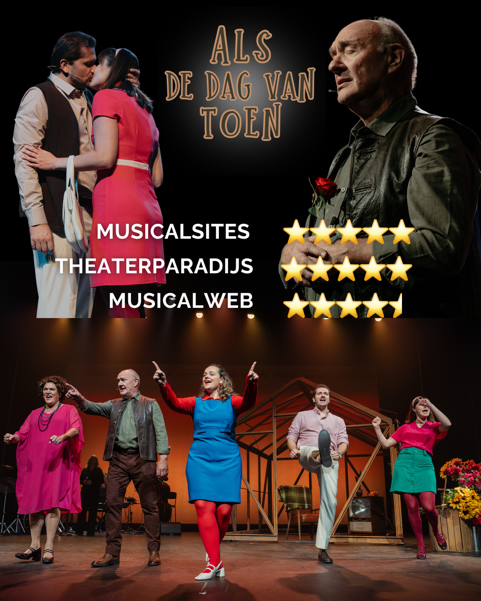 ALS
DE DAG VAN
TOEN
MUSICALSITES
THEATERPARADIJS
MUSICALWEB